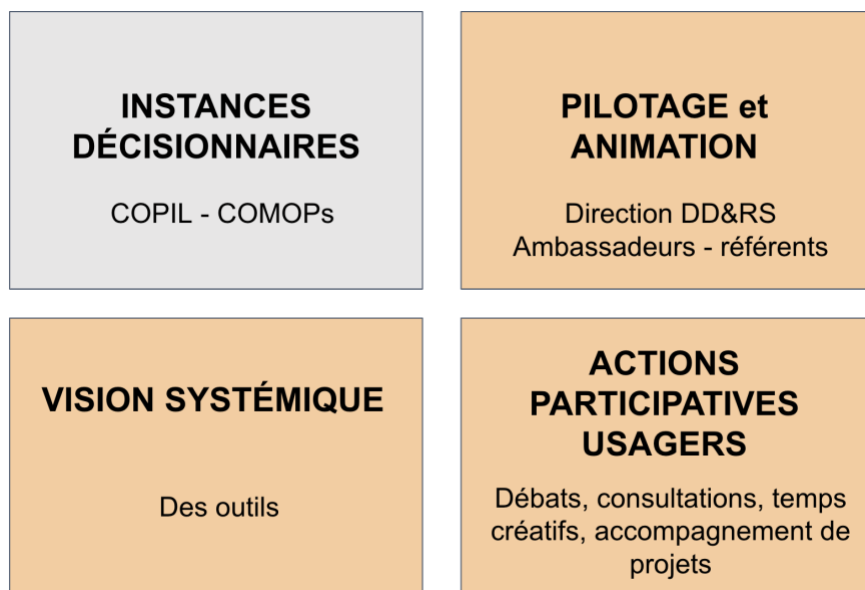 INSTANCES
DÉCISIONNAIRES
COPIL - COMOPs
PILOTAGE et
ANIMATION
Direction DD&RS
Ambassadeurs - référents
VISION SYSTÉMIQUE
Des outils
ACTIONS
PARTICIPATIVES
USAGERS
Débats, consultations, temps
créatifs, accompagnement de
projets